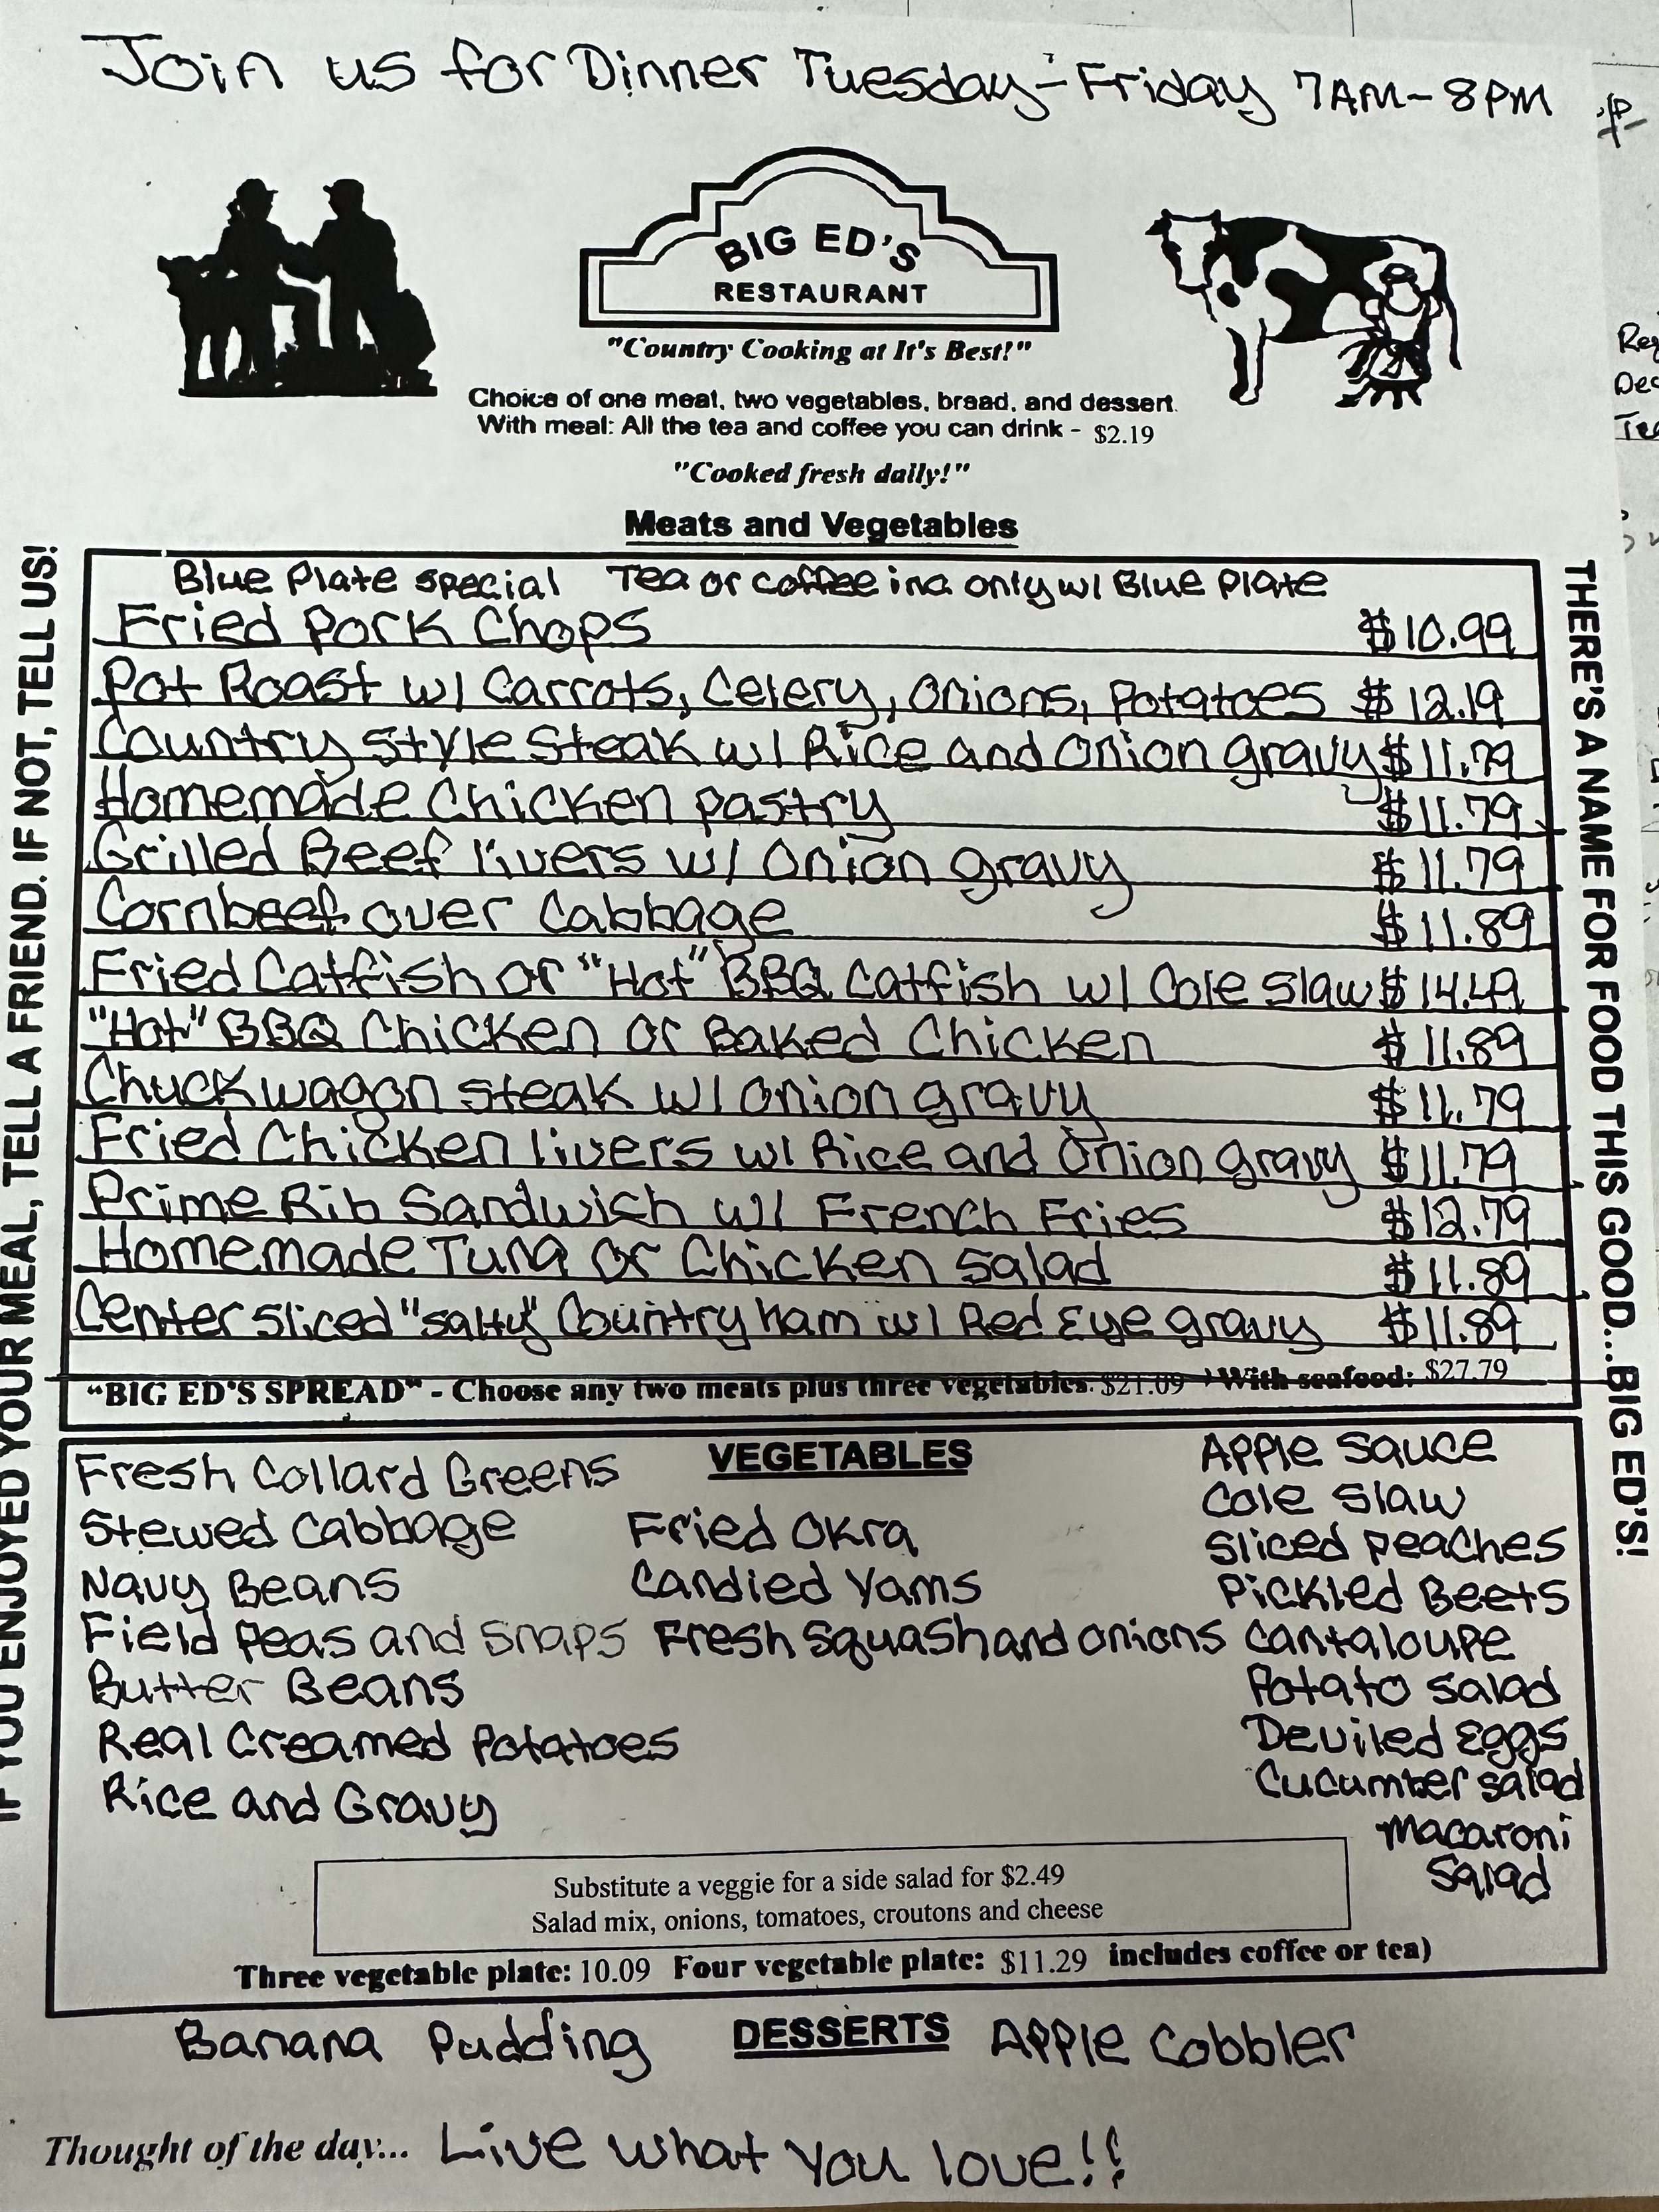 Join us for Dinner Tuesday-Friday 7AM-8PM
BIG ED'S
RESTAURANT
"Country Cooking at It's Best!"
Choice of one meat, two vegetables, bread, and dessert.
With meal: All the tea and coffee you can drink - $2.19
"Cooked fresh daily!"
Meats and Vegetables
IF YOU ENJOYED YOUR MEAL, TELL A FRIEND. IF NOT, TELL US!
THERE'S A NAME FOR FOOD THIS GOOD...BIG ED'S!
Blue Plate special Tea or coffee inc only w/ Blue Plate
Fried Pork Chops $10.99
Pot Roast w/ Carrots, Celery, Onions, Potatoes $12.19
Country Style Steak w/ Rice and Onion gravy $11.79
Homemade Chicken pastry $11.79
Grilled Beef livers w/ Onion gravy $11.79
Cornbeef over Cabbage $11.89
Fried Catfish or "Hot" BBQ Catfish w/ Cole Slaw $14.49
"Hot" BBQ Chicken or Baked Chicken $11.89
Chuckwagon steak w/ onion gravy $11.79
Fried Chicken livers w/ Rice and Onion gravy $11.79
Prime Rib Sandwich w/ French Fries $12.79
Homemade Tuna or Chicken salad $11.89
Center sliced "salty" Country ham w/ Red Eye gravy $11.89
"BIG ED'S SPREAD" - Choose any two meats plus three vegetables. $21.09 With seafood: $27.79
VEGETABLES
Fresh Collard Greens
Stewed Cabbage
Navy Beans
Field Peas and Snaps
Butter Beans
Real Creamed Potatoes
Rice and Gravy
Fried Okra
Candied Yams
Fresh Squash and onions
Apple Sauce
Cole Slaw
Sliced Peaches
Pickled Beets
Cantaloupe
Potato Salad
Deviled Eggs
Cucumber salad
Macaroni
Salad
Substitute a veggie for a side salad for $2.49
Salad mix, onions, tomatoes, croutons and cheese
Three vegetable plate: 10.09 Four vegetable plate: $11.29 includes coffee or tea)
DESSERTS
Banana Pudding Apple Cobbler
Thought of the day... Live what you love!!